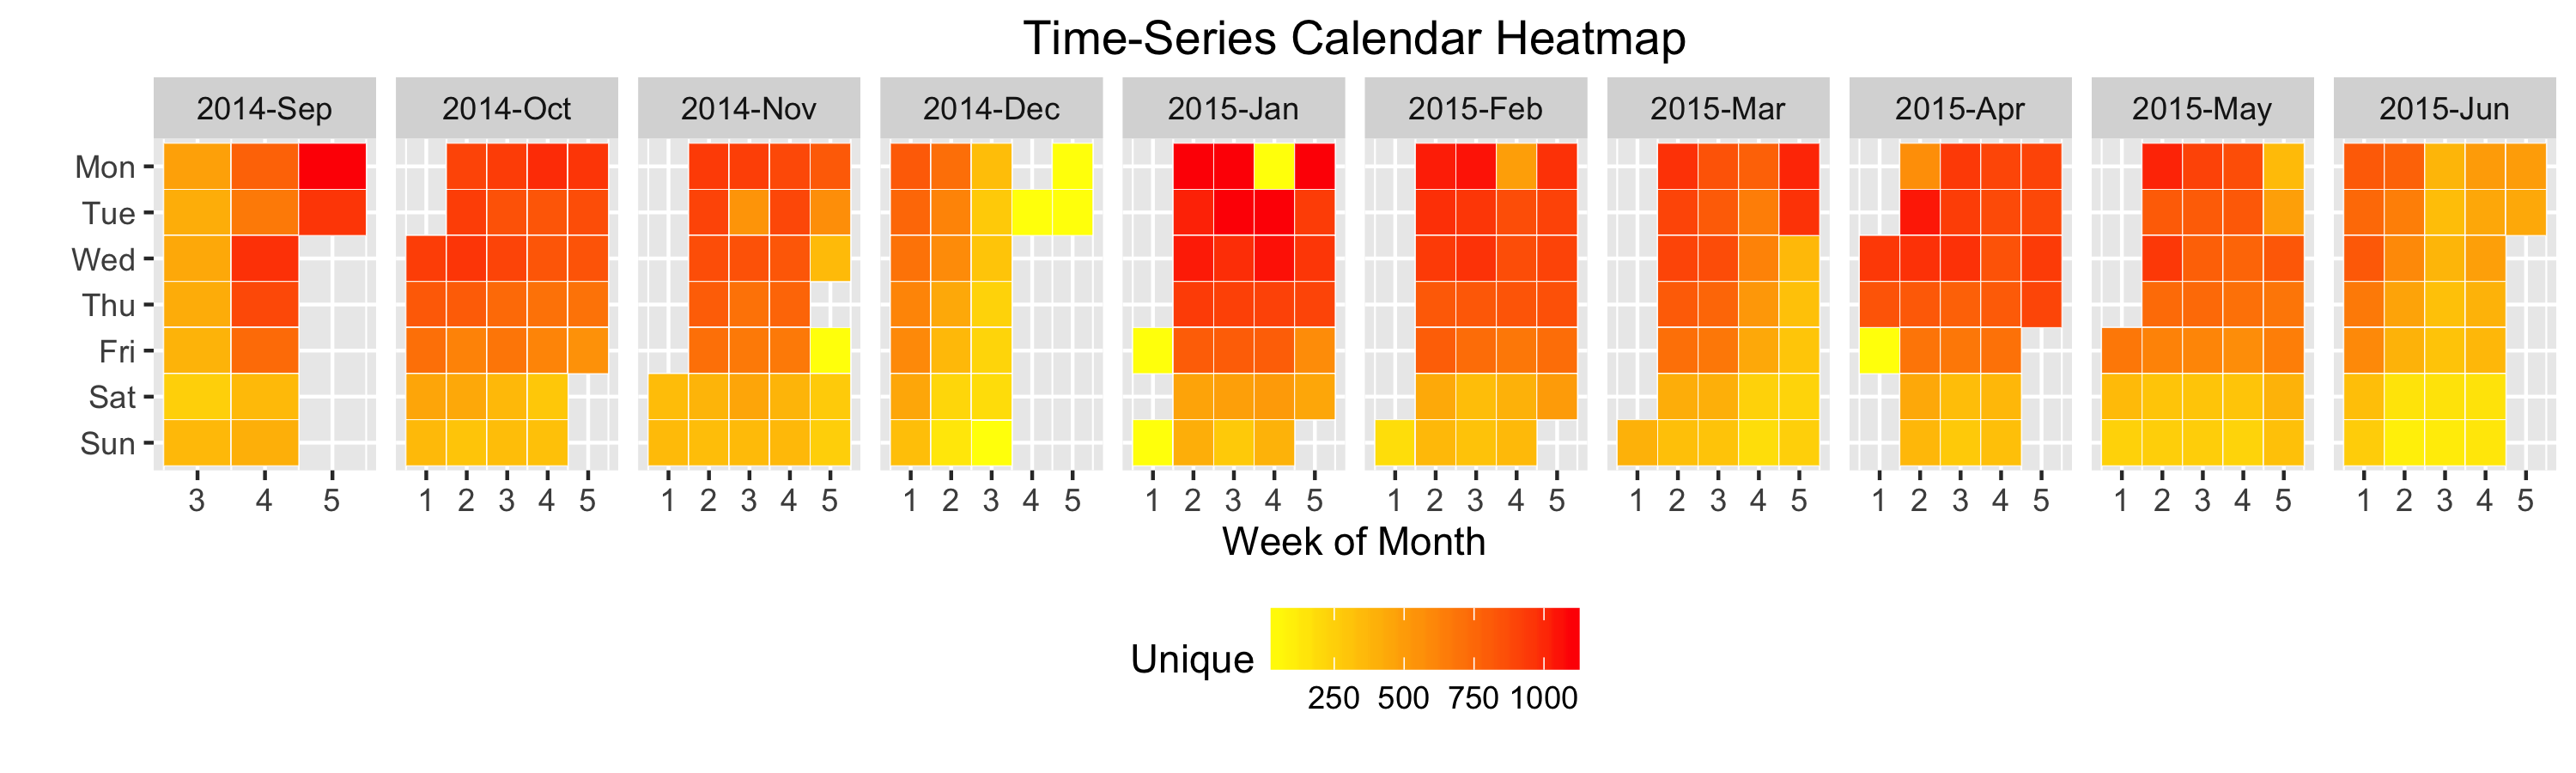 Time-Series Calendar Heatmap
2014-Sep 2014-Oct 2014-Nov 2014-Dec 2015-Jan 2015-Feb 2015-Mar 2015-Apr 2015-May 2015-Jun
Mon
Tue
Wed
Thu
Fri
Sat
Sun
3 4 5 1 2 3 4 5 1 2 3 4 5 1 2 3 4 5 1 2 3 4 5 1 2 3 4 5 1 2 3 4 5 1 2 3 4 5 1 2 3 4 5 1 2 3 4 5
Week of Month
Unique
250 500 750 1000